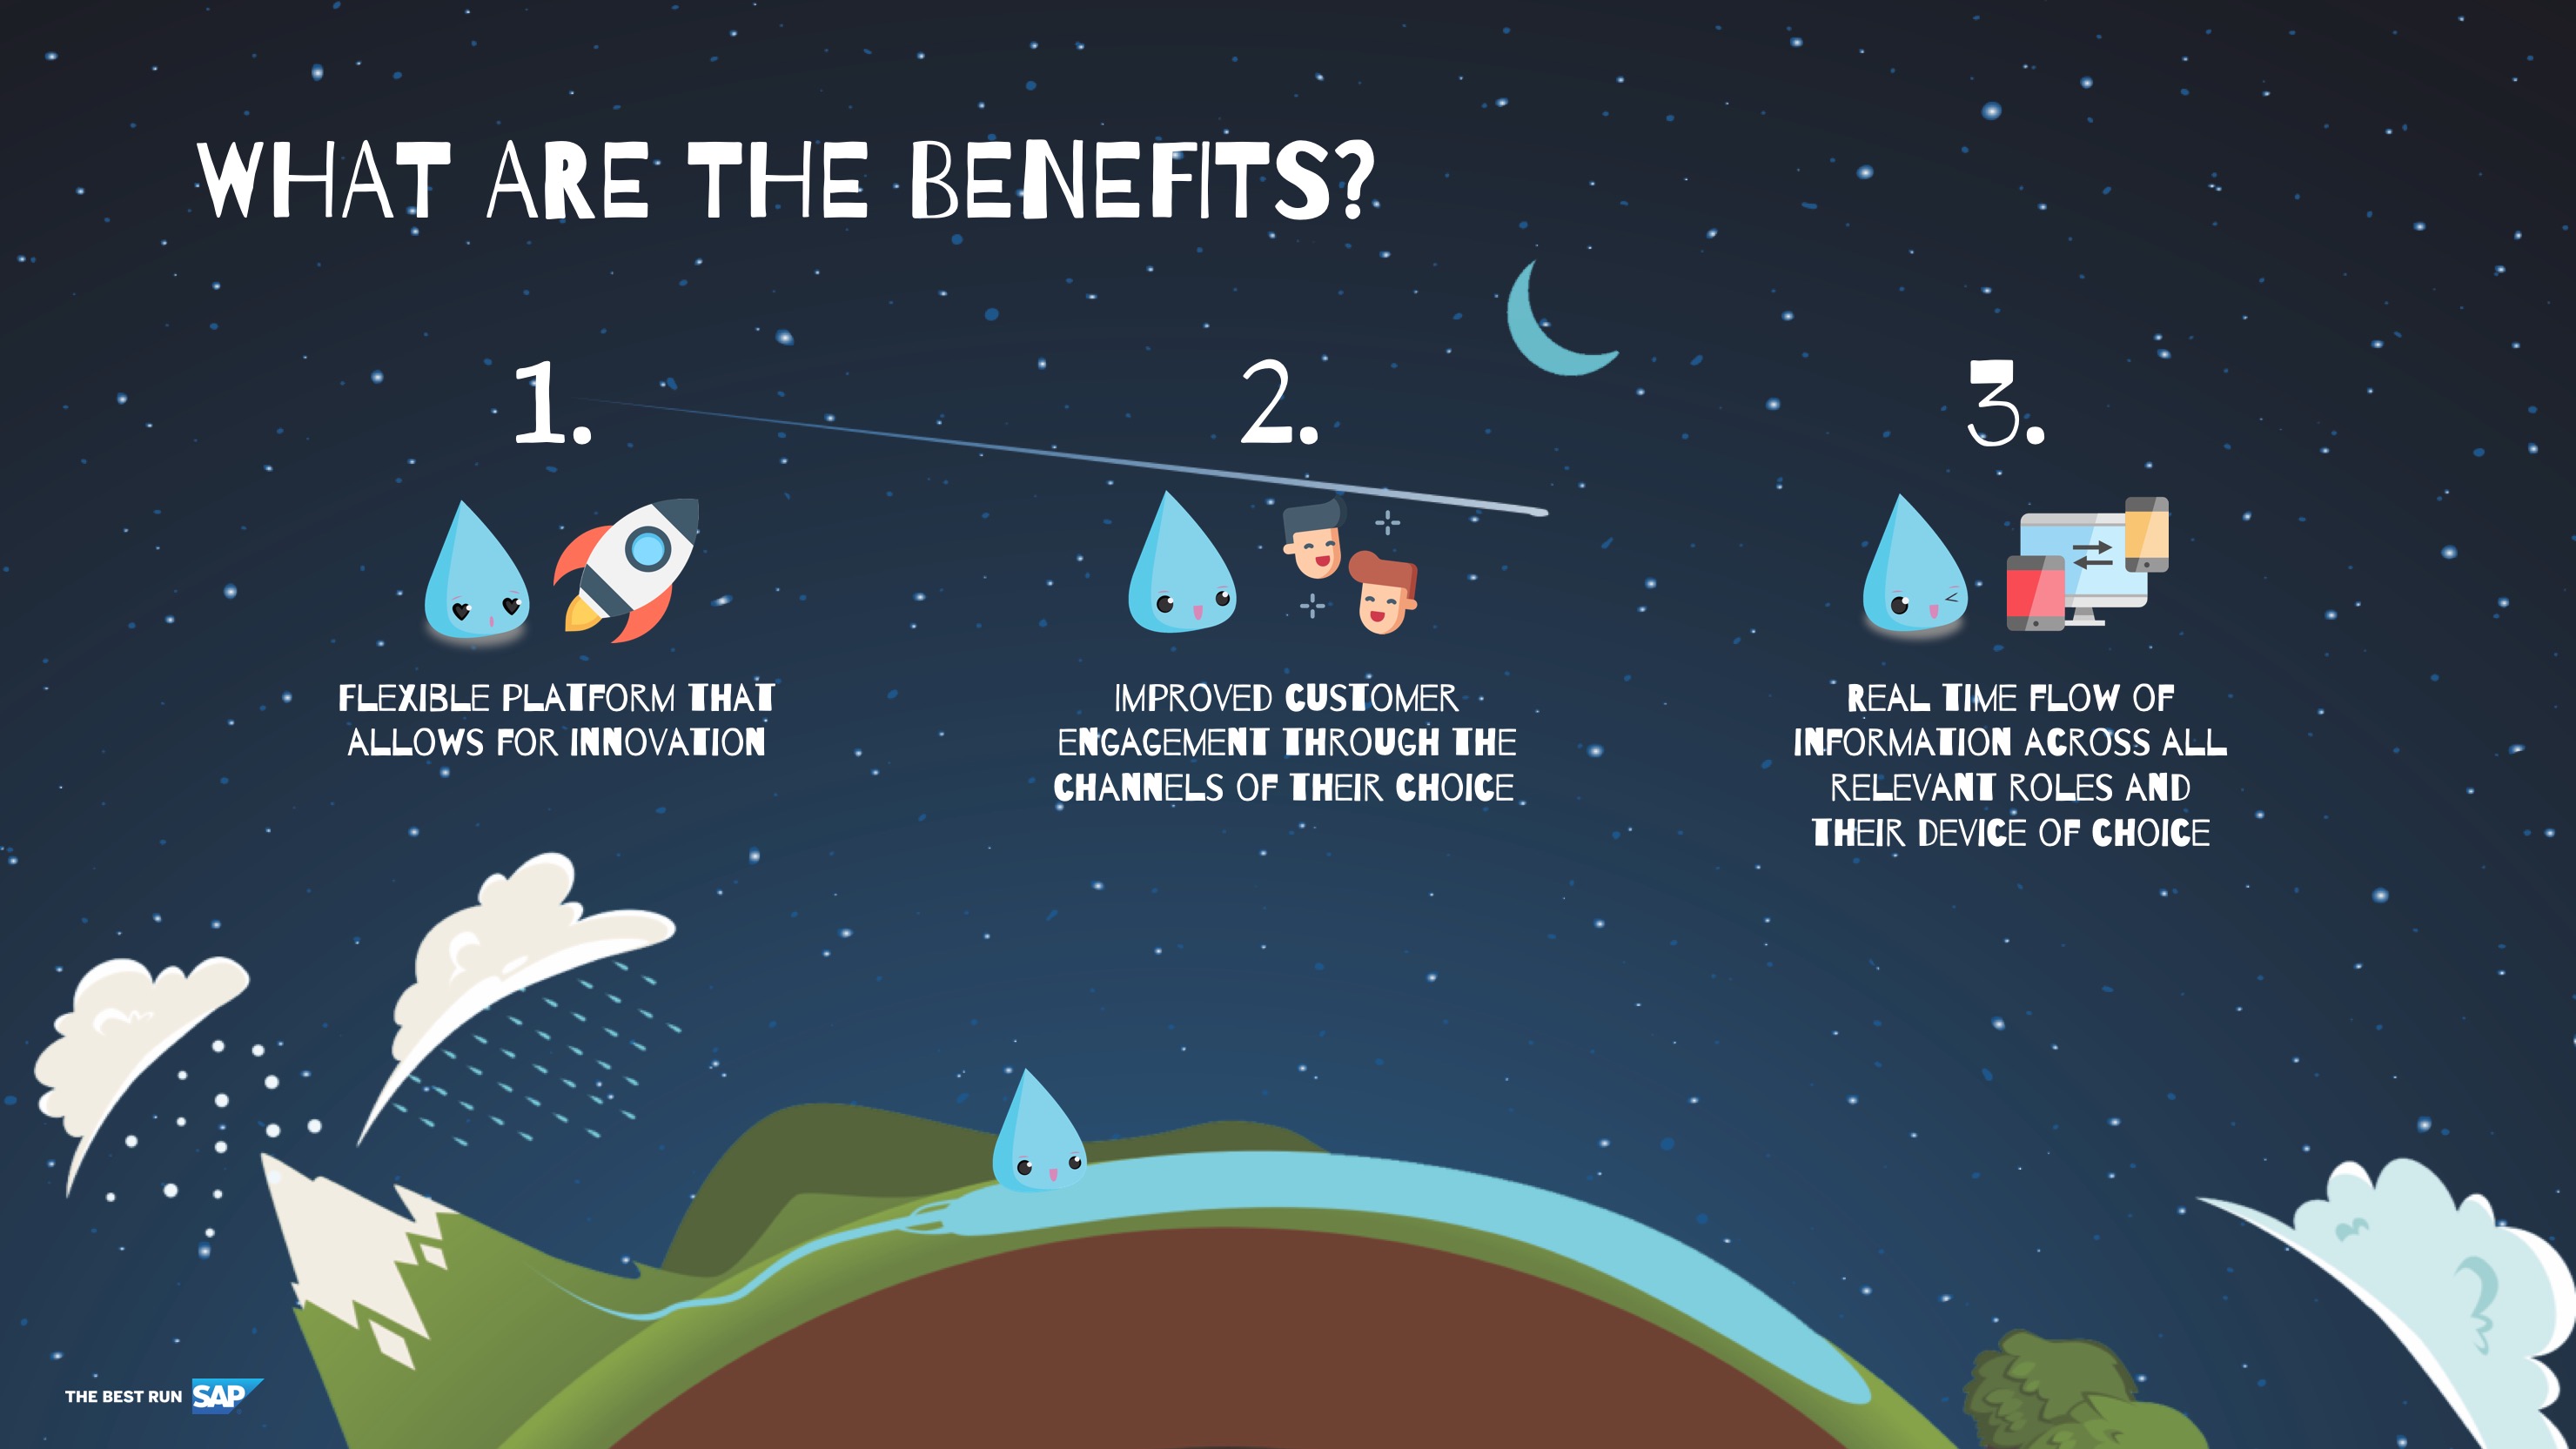 WHAT ARE THE BENEFITS?
1.
FLEXIBLE PLATFORM THAT
ALLOWS FOR INNOVATION
2.
IMPROVED CUSTOMER
ENGAGEMENT THROUGH THE
CHANNELS OF THEIR CHOICE
3.
REAL TIME FLOW OF
INFORMATION ACROSS ALL
RELEVANT ROLES AND
THEIR DEVICE OF CHOICE
THE BEST RUN SAP